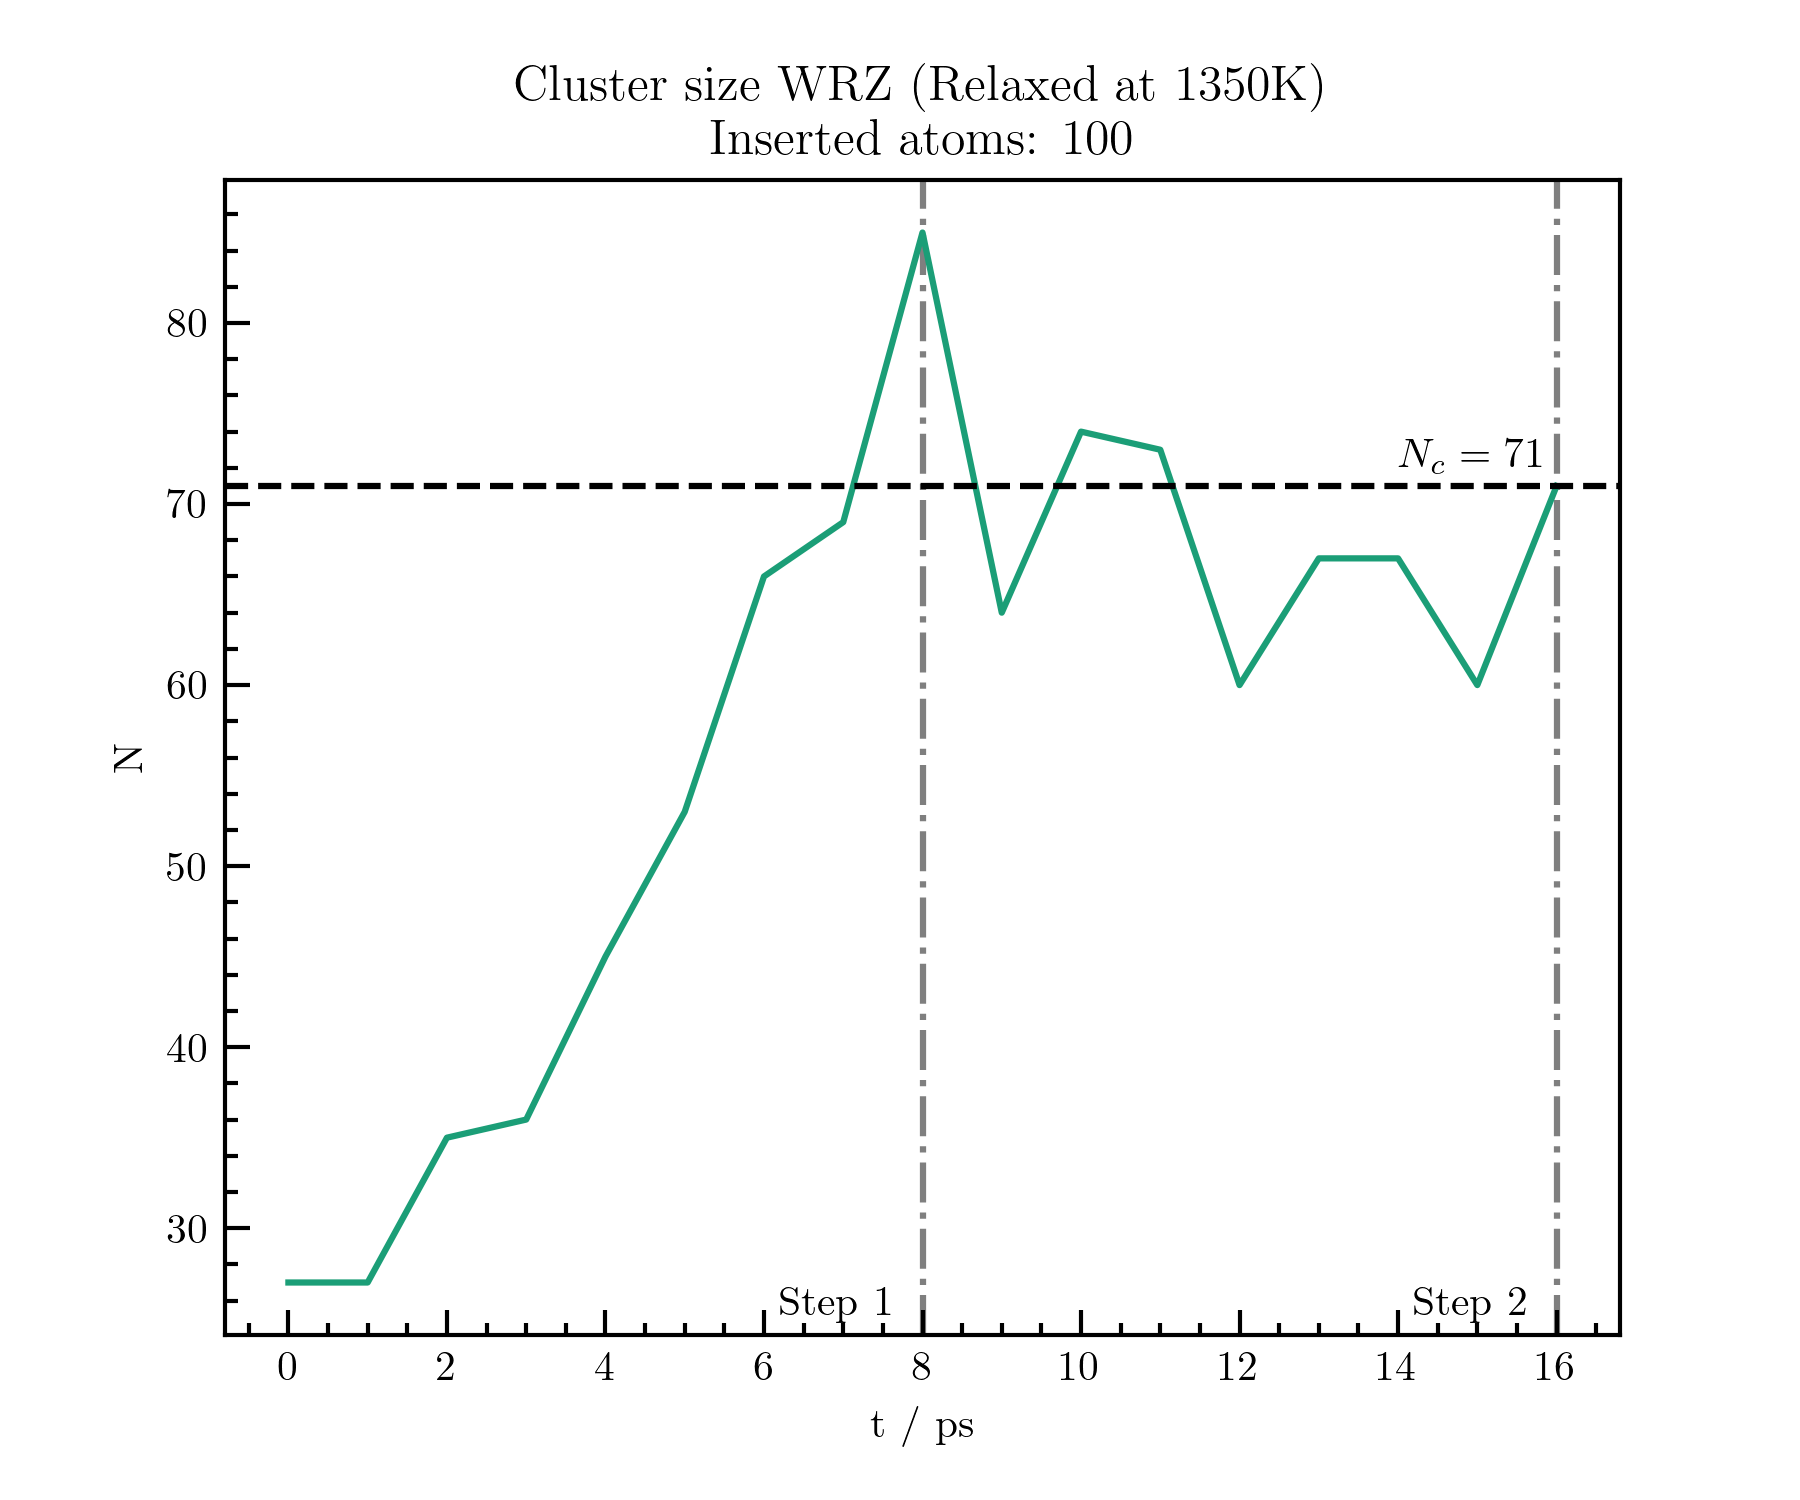 Cluster size WRZ (Relaxed at 1350K)
Inserted atoms: 100
80
70
60
50
40
30
N
N_c = 71
Step 1
Step 2
0 2 4 6 8 10 12 14 16
t / ps